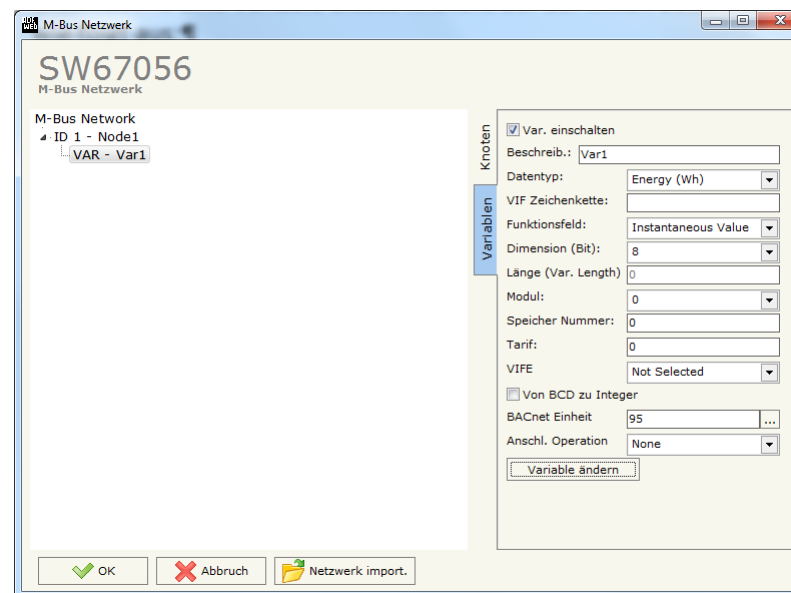 M-Bus Netzwerk
SW67056
M-Bus Netzwerk
M-Bus Network
ID 1 - Node1
VAR - Var1
Knoten
Variablen
Var. einschalten
Beschreib.: Var1
Datentyp: Energy (Wh)
VIF Zeichenkette:
Funktionsfeld: Instantaneous Value
Dimension (Bit): 8
Länge (Var. Length) 0
Modul: 0
Speicher Nummer: 0
Tarif: 0
VIFE Not Selected
Von BCD zu Integer
BACnet Einheit 95 ...
Anschl. Operation None
Variable ändern
OK Abbruch Netzwerk import.